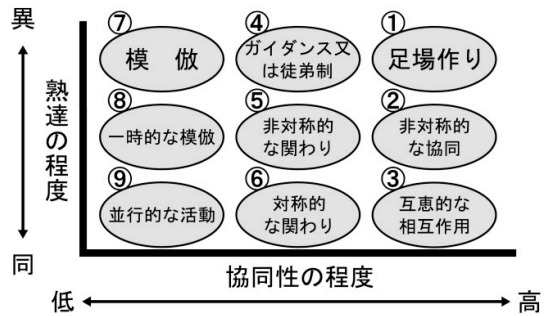 異
熟達の程度
同
⑦
模 倣
④
ガイダンス又
は徒弟制
①
足場作り
⑧
一時的な模倣
⑤
非対称的
な関わり
②
非対称的
な協同
⑨
並行的な活動
⑥
対称的
な関わり
③
互恵的な
相互作用
協同性の程度
低
高